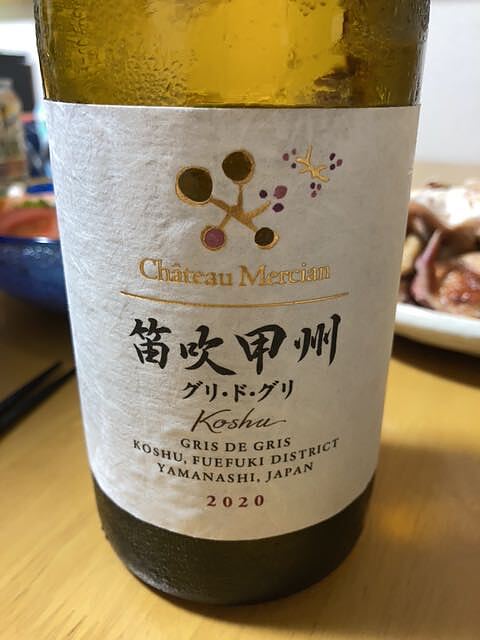 Château Mercian
笛吹甲州
グリ・ド・グリ
Koshu
GRIS DE GRIS
KOSHU, FUEFUKI DISTRICT
YAMANASHI, JAPAN
2020